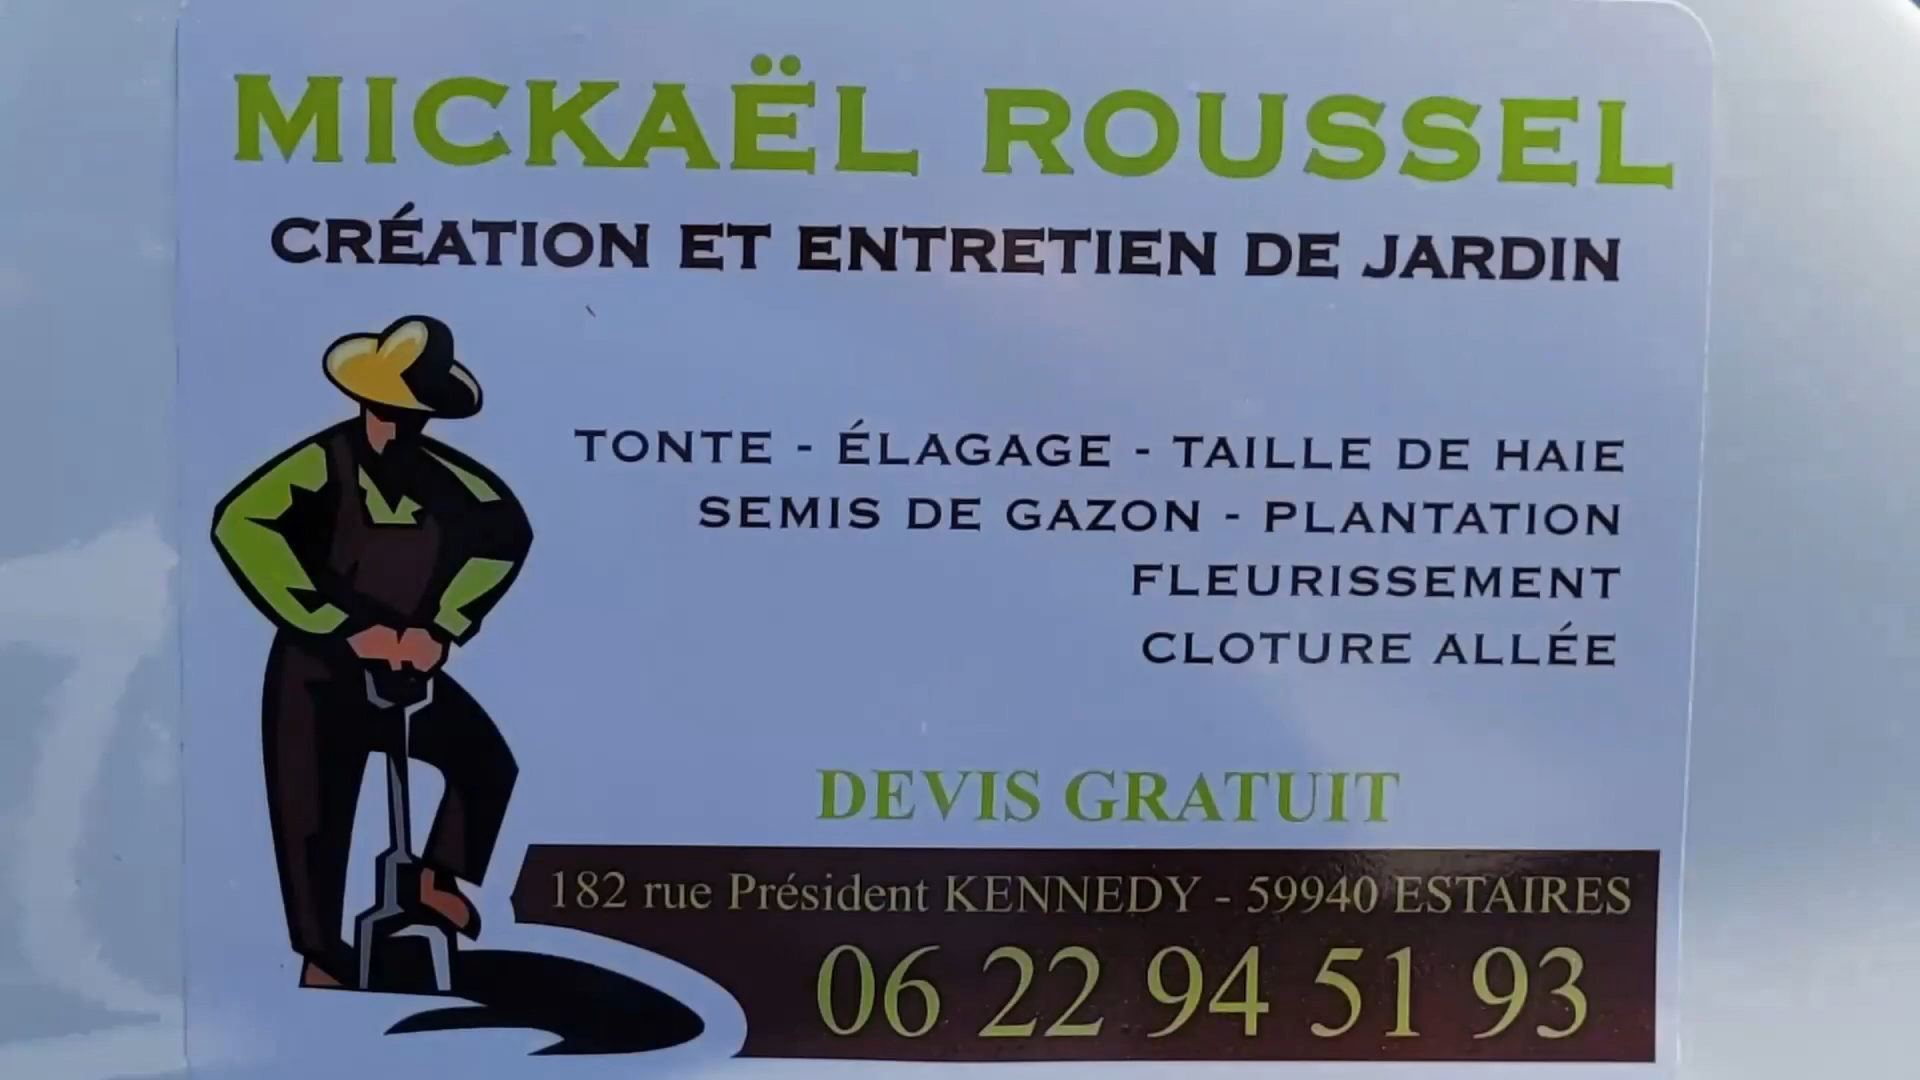 MICKAËL ROUSSEL
CRÉATION ET ENTRETIEN DE JARDIN
TONTE - ÉLAGAGE - TAILLE DE HAIE
SEMIS DE GAZON - PLANTATION
FLEURISSEMENT
CLOTURE ALLÉE
DEVIS GRATUIT
182 rue Président KENNEDY - 59940 ESTAIRES
06 22 94 51 93